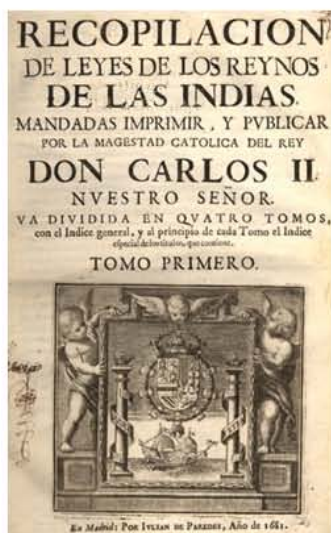 RECOPILACION
DE LEYES DE LOS REYNOS
DE LAS INDIAS.
MANDADAS IMPRIMIR, Y PVBLICAR
POR LA MAGESTAD CATOLICA DEL REY
DON CARLOS II.
NVESTRO SEÑOR.
VA DIVIDIDA EN QVATRO TOMOS,
con el Indice general, y al principio de cada Tomo el Indice
especial de los titulos, que contiene.
TOMO PRIMERO.
En Madrid: POR IVLIAN DE PAREDES, Año de 1681.